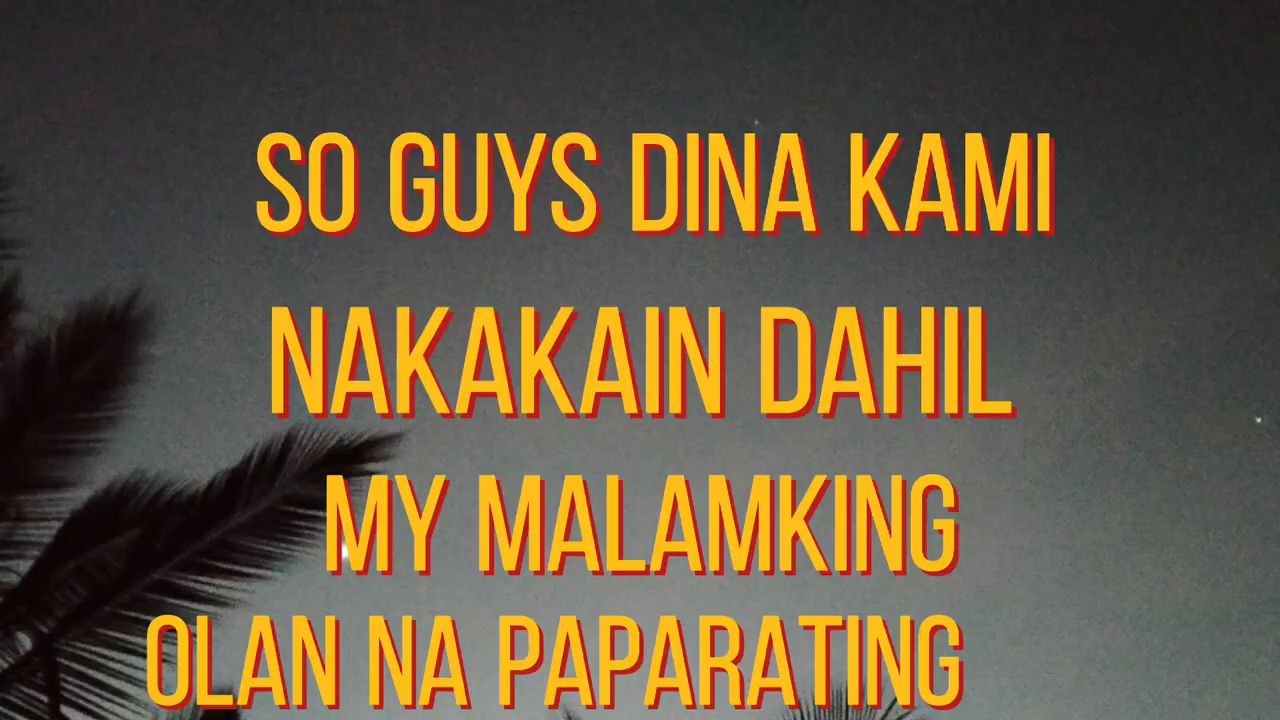 SO GUYS DINA KAMI
NAKAKAIN DAHIL
MY MALAMKING
OLAN NA PAPARATING